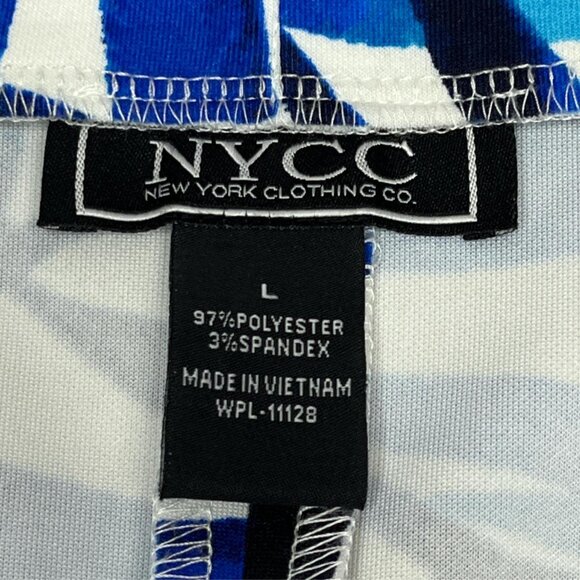 NYCC
NEW YORK CLOTHING CO.
L
97%POLYESTER
3%SPANDEX
MADE IN VIETNAM
WPL-11128